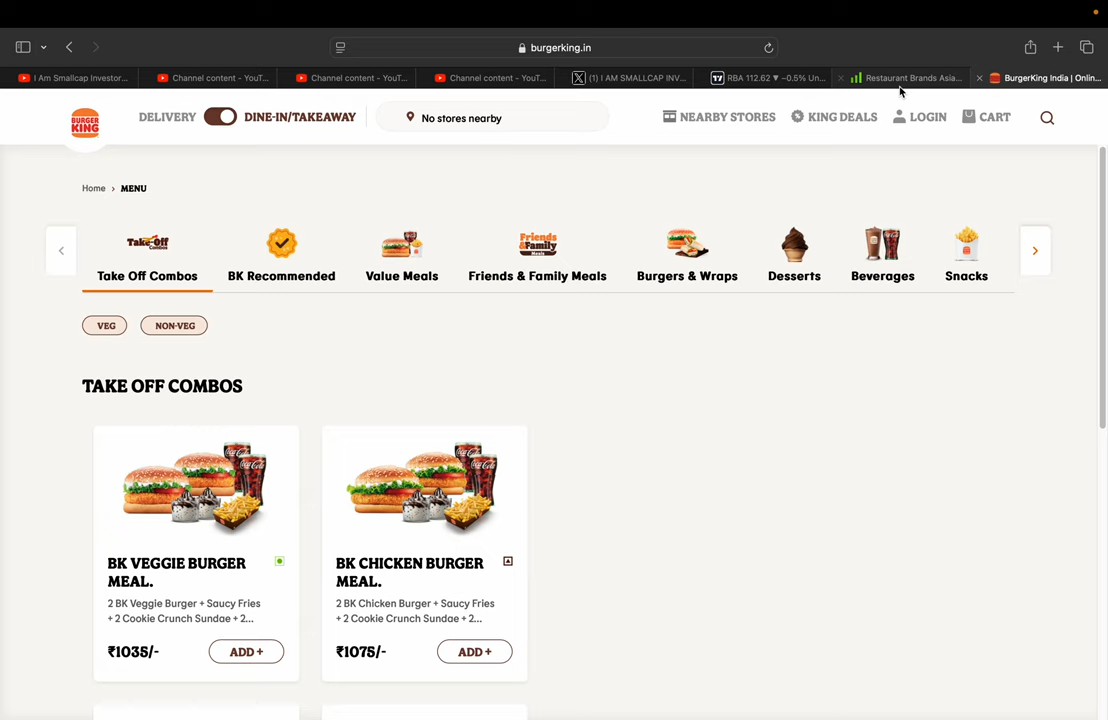 burgerking.in
I Am Smallcap Investor...
Channel content - YouT...
Channel content - YouT...
Channel content - YouT...
(1) I AM SMALLCAP INV...
RBA 112.62 ▼ −0.5% Un...
Restaurant Brands Asia...
BurgerKing India | Onlin...
BURGER
KING
DELIVERY
DINE-IN/TAKEAWAY
No stores nearby
NEARBY STORES
KING DEALS
LOGIN
CART
Home › MENU
Take-Off
Combos
Friends
&Family
Meals
Take Off Combos
BK Recommended
Value Meals
Friends & Family Meals
Burgers & Wraps
Desserts
Beverages
Snacks
VEG
NON-VEG
TAKE OFF COMBOS
BK VEGGIE BURGER
MEAL.
2 BK Veggie Burger + Saucy Fries
+ 2 Cookie Crunch Sundae + 2...
₹1035/-
ADD +
BK CHICKEN BURGER
MEAL.
2 BK Chicken Burger + Saucy Fries
+ 2 Cookie Crunch Sundae + 2...
₹1075/-
ADD +